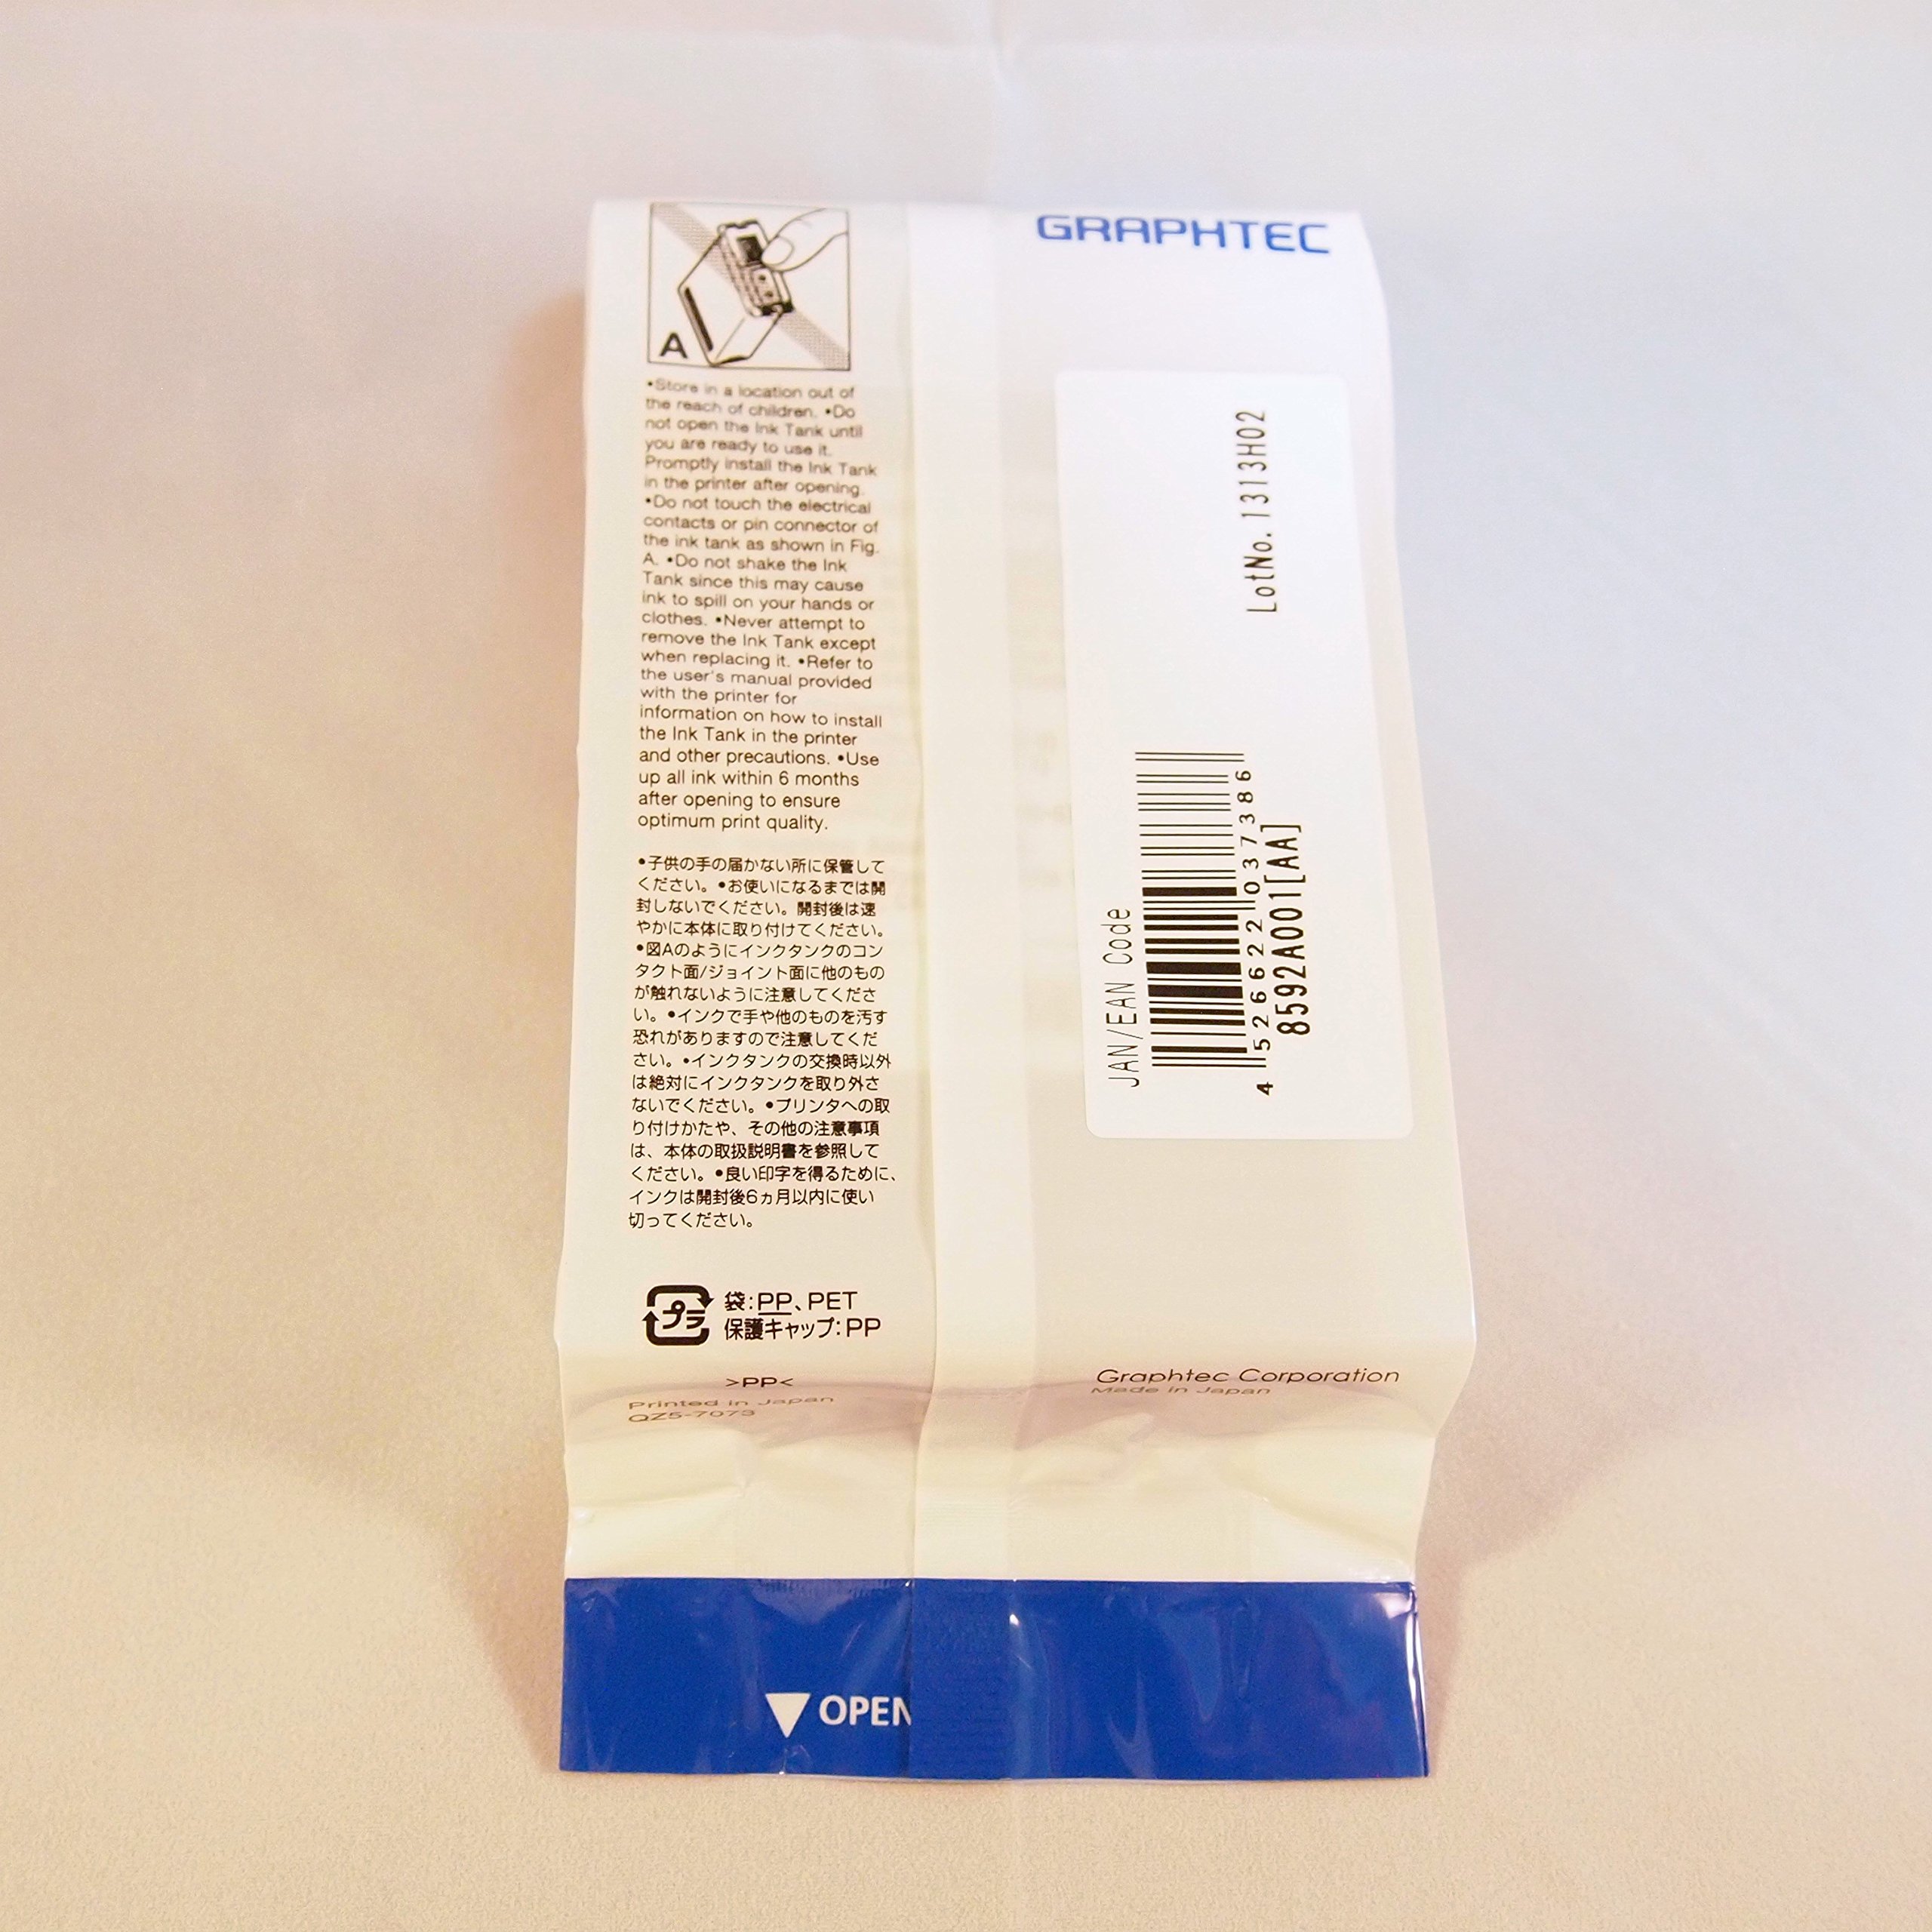 GRAPHTEC
A
•Store in a location out of
the reach of children. •Do
not open the Ink Tank until
you are ready to use it.
Promptly install the Ink Tank
in the printer after opening.
•Do not touch the electrical
contacts or pin connector of
the ink tank as shown in Fig.
A. •Do not shake the Ink
Tank since this may cause
ink to spill on your hands or
clothes. •Never attempt to
remove the Ink Tank except
when replacing it. •Refer to
the user's manual provided
with the printer for
information on how to install
the Ink Tank in the printer
and other precautions. •Use
up all ink within 6 months
after opening to ensure
optimum print quality.
•子供の手の届かない所に保管して
ください。•お使いになるまでは開
封しないでください。開封後は速
やかに本体に取り付けてください。
•図Aのようにインクタンクのコン
タクト面/ジョイント面に他のもの
が触れないように注意してくださ
い。•インクで手や他のものを汚す
恐れがありますので注意してくだ
さい。•インクタンクの交換時以外
は絶対にインクタンクを取り外さ
ないでください。•プリンタへの取
り付けかたや、その他の注意事項
は、本体の取扱説明書を参照して
ください。•良い印字を得るために、
インクは開封後6ヵ月以内に使い
切ってください。
プラ
袋:PP、PET
保護キャップ:PP
>PP<
Printed in Japan
QZ5-7073
LotNo. 1313H02
JAN/EAN Code
4 526622 037386
8592A001[AA]
Graphtec Corporation
Made in Japan
▼OPEN